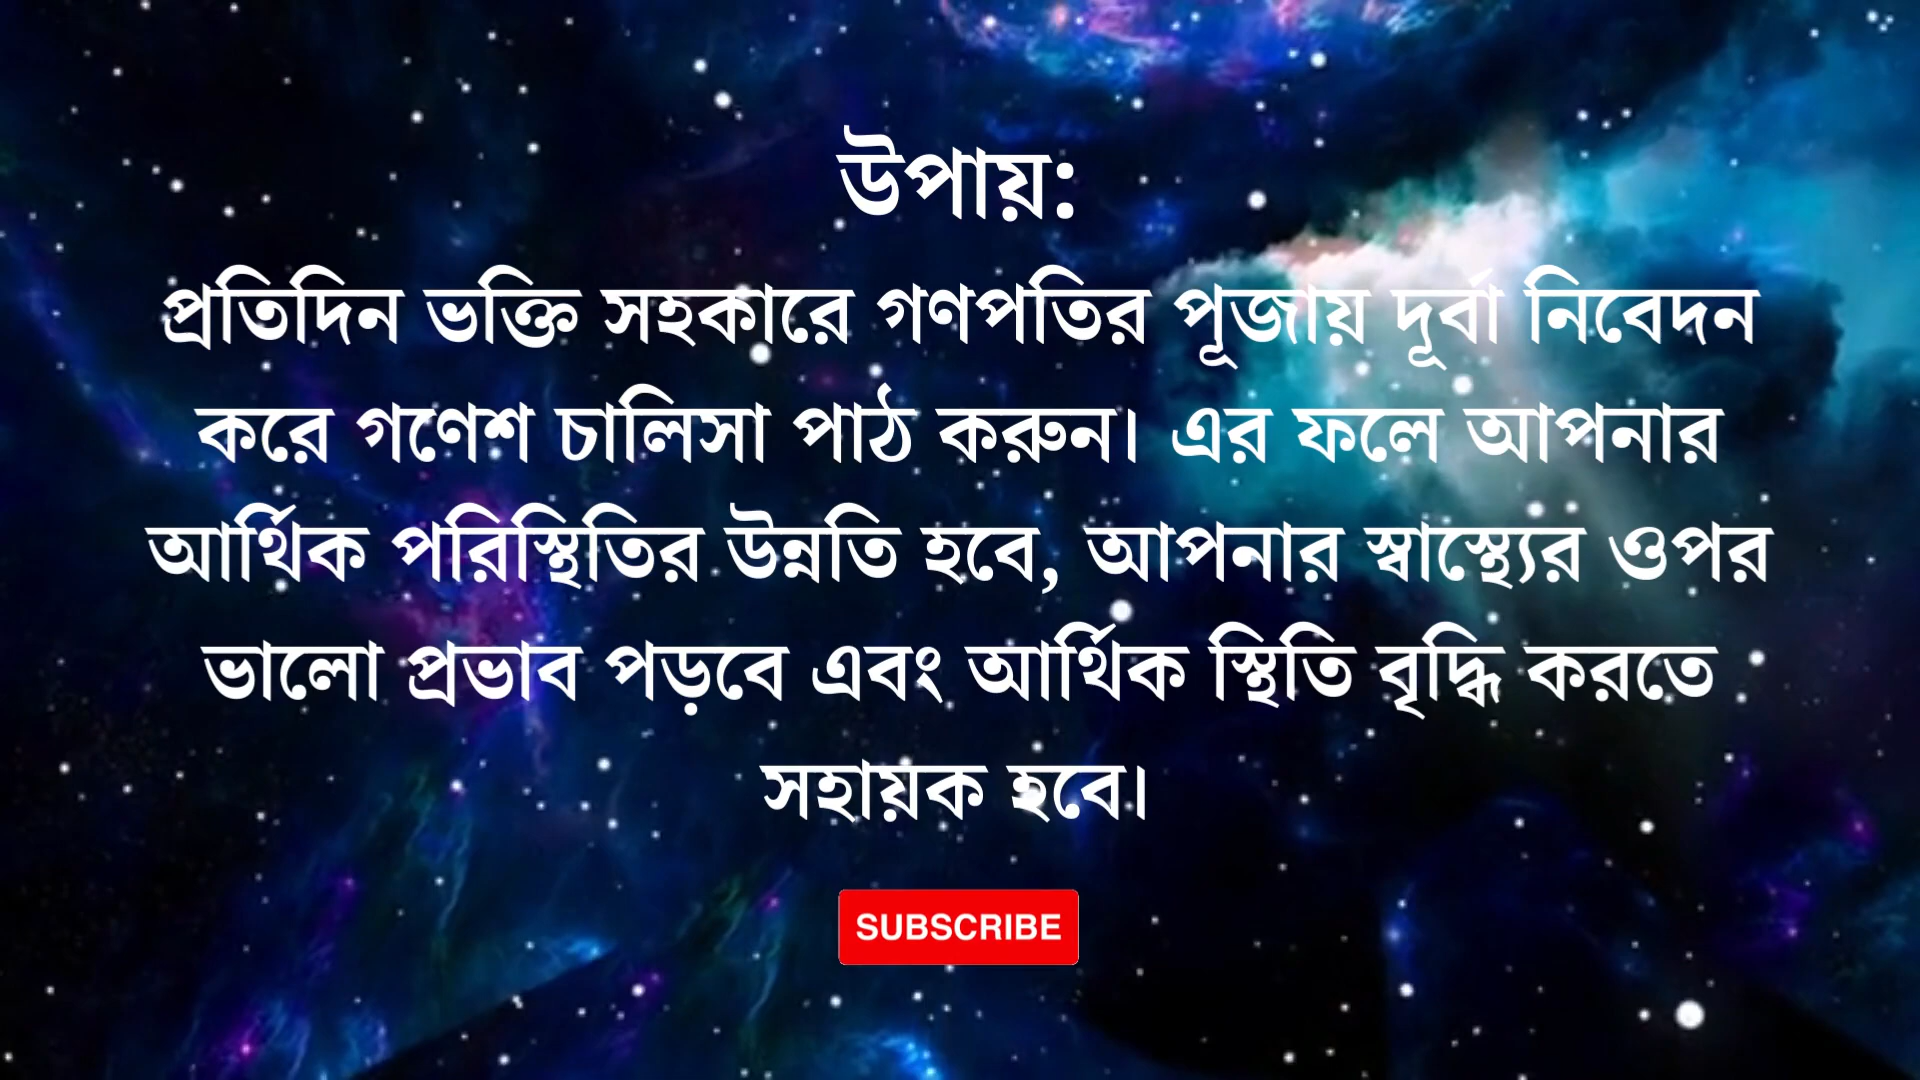 উপায়:
প্রতিদিন ভক্তি সহকারে গণপতির পূজায় দূর্বা নিবেদন
করে গণেশ চালিসা পাঠ করুন। এর ফলে আপনার
আর্থিক পরিস্থিতির উন্নতি হবে, আপনার স্বাস্থ্যের ওপর
ভালো প্রভাব পড়বে এবং আর্থিক স্থিতি বৃদ্ধি করতে
সহায়ক হবে।
SUBSCRIBE